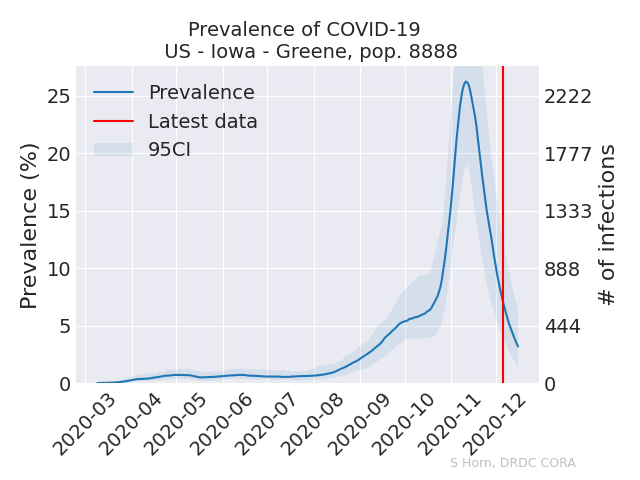 Prevalence of COVID-19
US - Iowa - Greene, pop. 8888
Prevalence
Latest data
95CI
Prevalence (%)
25
20
15
10
5
0
2222
1777
1333
888
444
0
# of infections
2020-03
2020-04
2020-05
2020-06
2020-07
2020-08
2020-09
2020-10
2020-11
2020-12
S Horn, DRDC CORA